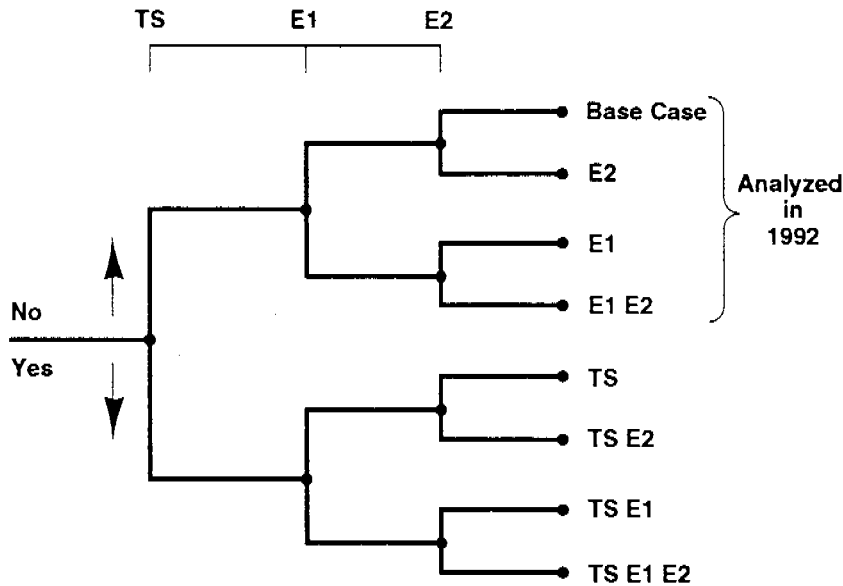 TS E1 E2
Base Case
E2
Analyzed
in
1992
E1
E1 E2
No
Yes
TS
TS E2
TS E1
TS E1 E2